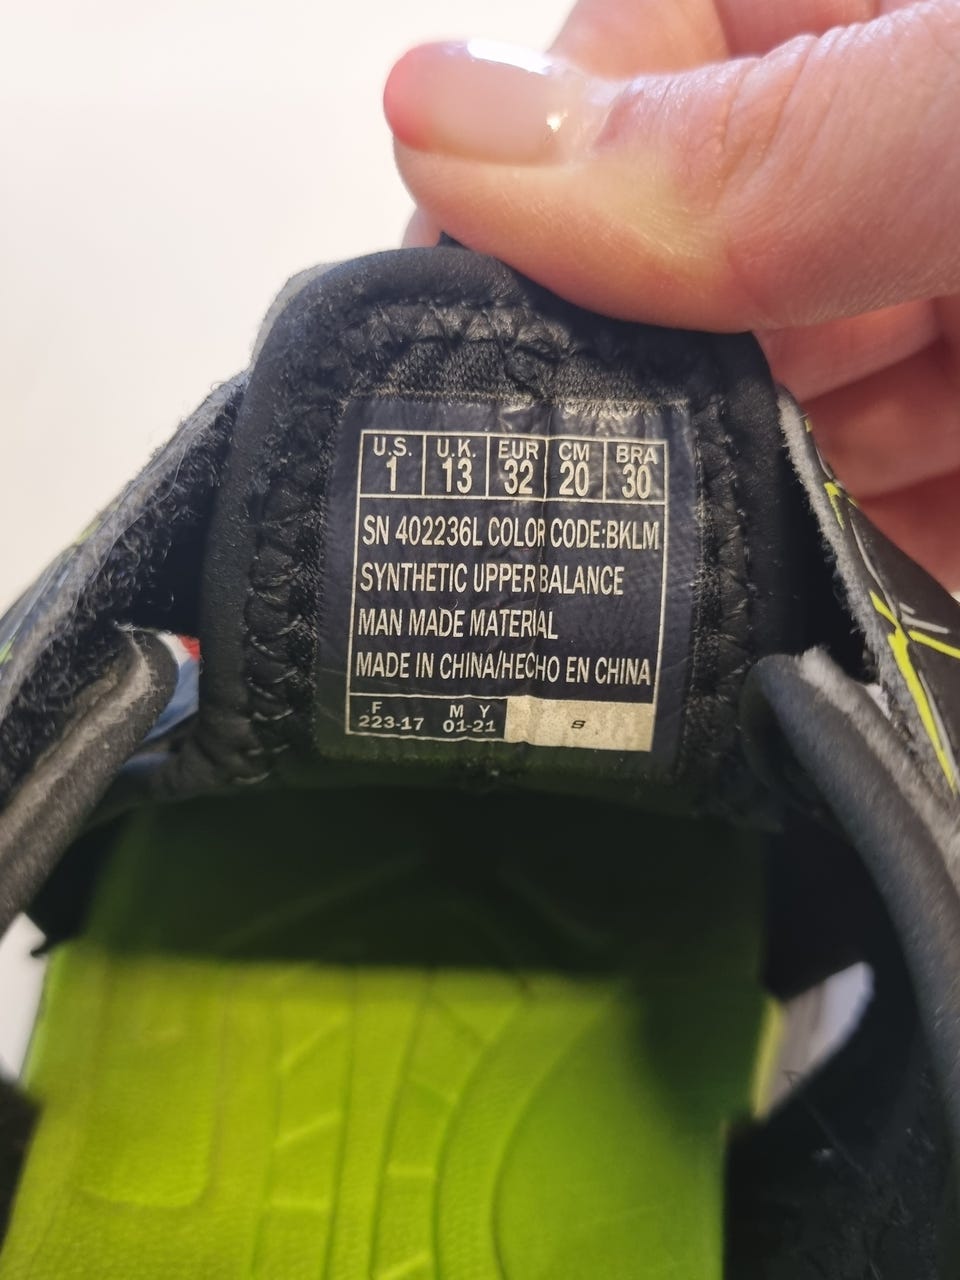 U.S. U.K. EUR CM BRA
1 13 32 20 30
SN 402236L COLOR CODE:BKLM
SYNTHETIC UPPER BALANCE
MAN MADE MATERIAL
MADE IN CHINA/HECHO EN CHINA
F M Y
223-17 01-21 S